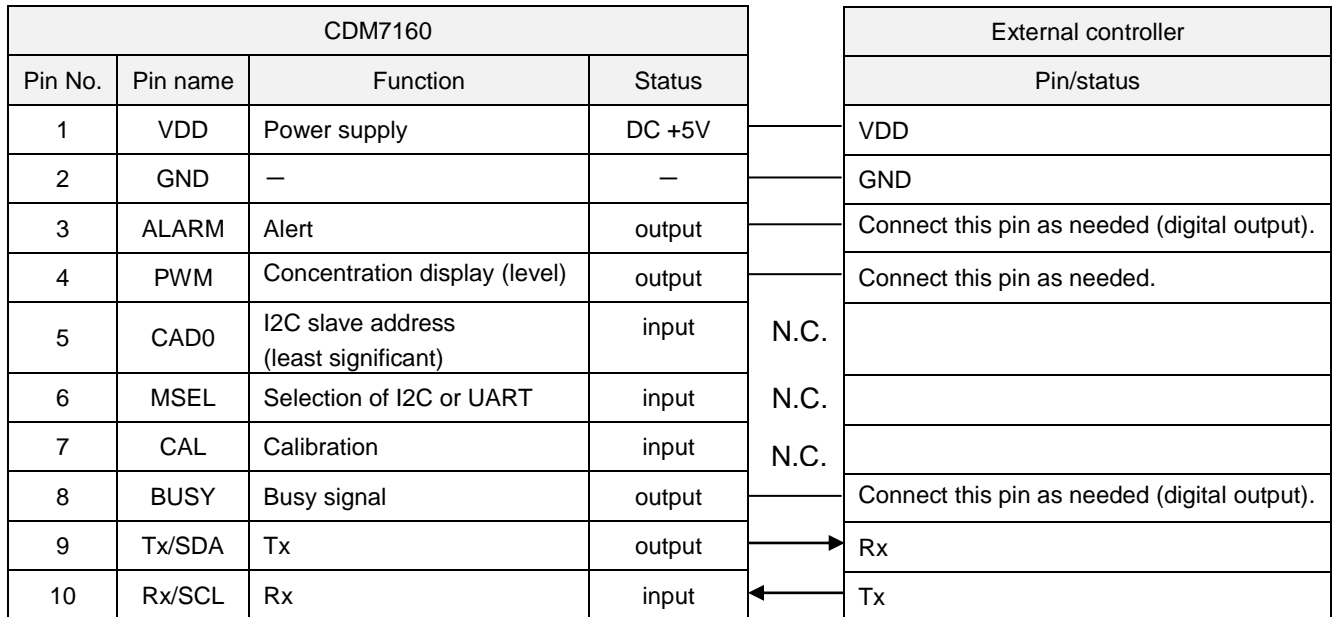 CDM7160 External controller
Pin No. Pin name Function Status Pin/status
1 VDD Power supply DC +5V VDD
2 GND － － GND
3 ALARM Alert output Connect this pin as needed (digital output).
4 PWM Concentration display (level) output Connect this pin as needed.
5 CAD0 I2C slave address input N.C.
(least significant)
6 MSEL Selection of I2C or UART input N.C.
7 CAL Calibration input N.C.
8 BUSY Busy signal output Connect this pin as needed (digital output).
9 Tx/SDA Tx output Rx
10 Rx/SCL Rx input Tx